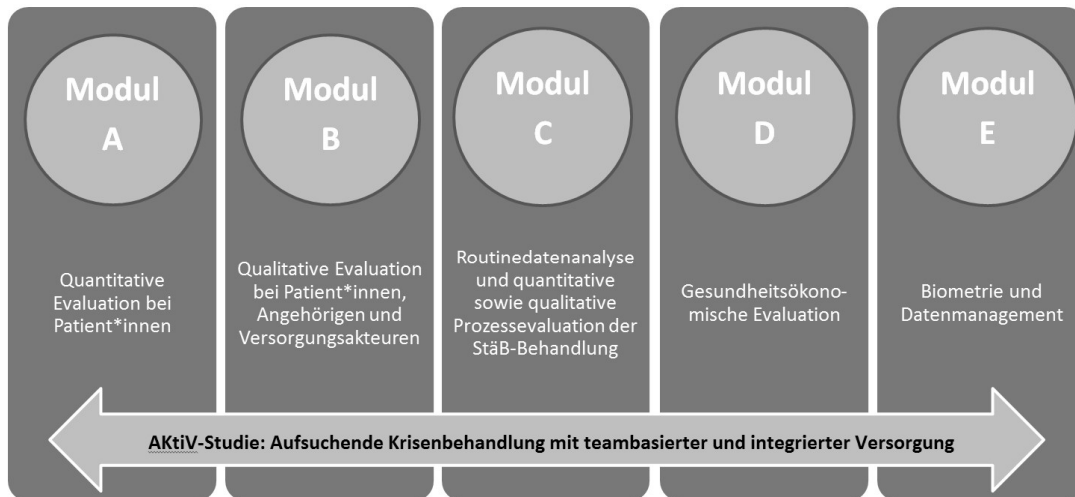 Modul
A
Quantitative
Evaluation bei
Patient*innen
Modul
B
Qualitative Evaluation
bei Patient*innen,
Angehörigen und
Versorgungsakteuren
Modul
C
Routinedatenanalyse
und quantitative
sowie qualitative
Prozessevaluation der
StäB-Behandlung
Modul
D
Gesundheitsökono-
mische Evaluation
Modul
E
Biometrie und
Datenmanagement
AKtiV-Studie: Aufsuchende Krisenbehandlung mit teambasierter und integrierter Versorgung